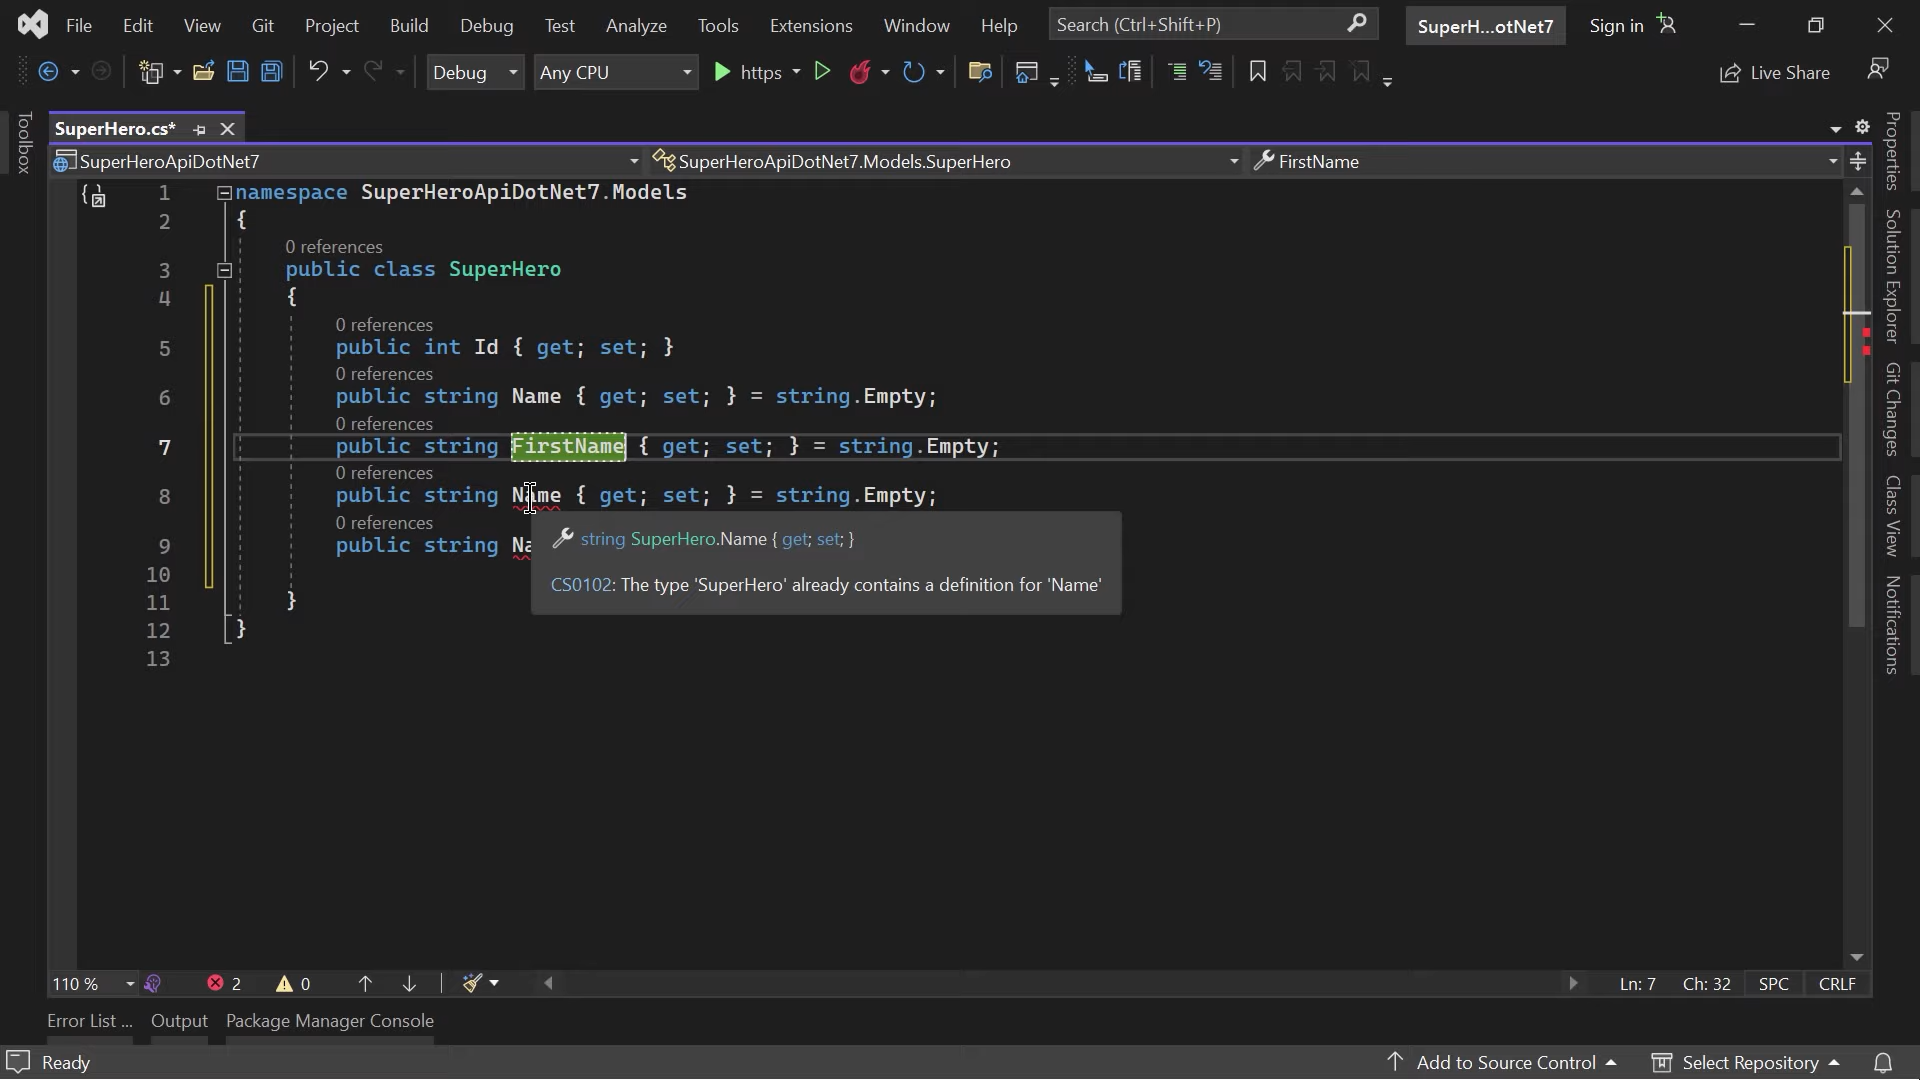 File Edit View Git Project Build Debug Test Analyze Tools Extensions Window Help Search (Ctrl+Shift+P) SuperH...otNet7 Sign in
Debug Any CPU https Live Share
Toolbox
SuperHero.cs*
SuperHeroApiDotNet7 SuperHeroApiDotNet7.Models.SuperHero FirstName
1 namespace SuperHeroApiDotNet7.Models
2 {
0 references
3 public class SuperHero
4 {
0 references
5 public int Id { get; set; }
0 references
6 public string Name { get; set; } = string.Empty;
0 references
7 public string FirstName { get; set; } = string.Empty;
0 references
8 public string Name { get; set; } = string.Empty;
0 references
9 public string Na
string SuperHero.Name { get; set; }
CS0102: The type 'SuperHero' already contains a definition for 'Name'
10
11 }
12 }
13
Properties
Solution Explorer
Git Changes
Class View
Notifications
110 % 2 0 Ln: 7 Ch: 32 SPC CRLF
Error List ... Output Package Manager Console
Ready Add to Source Control Select Repository